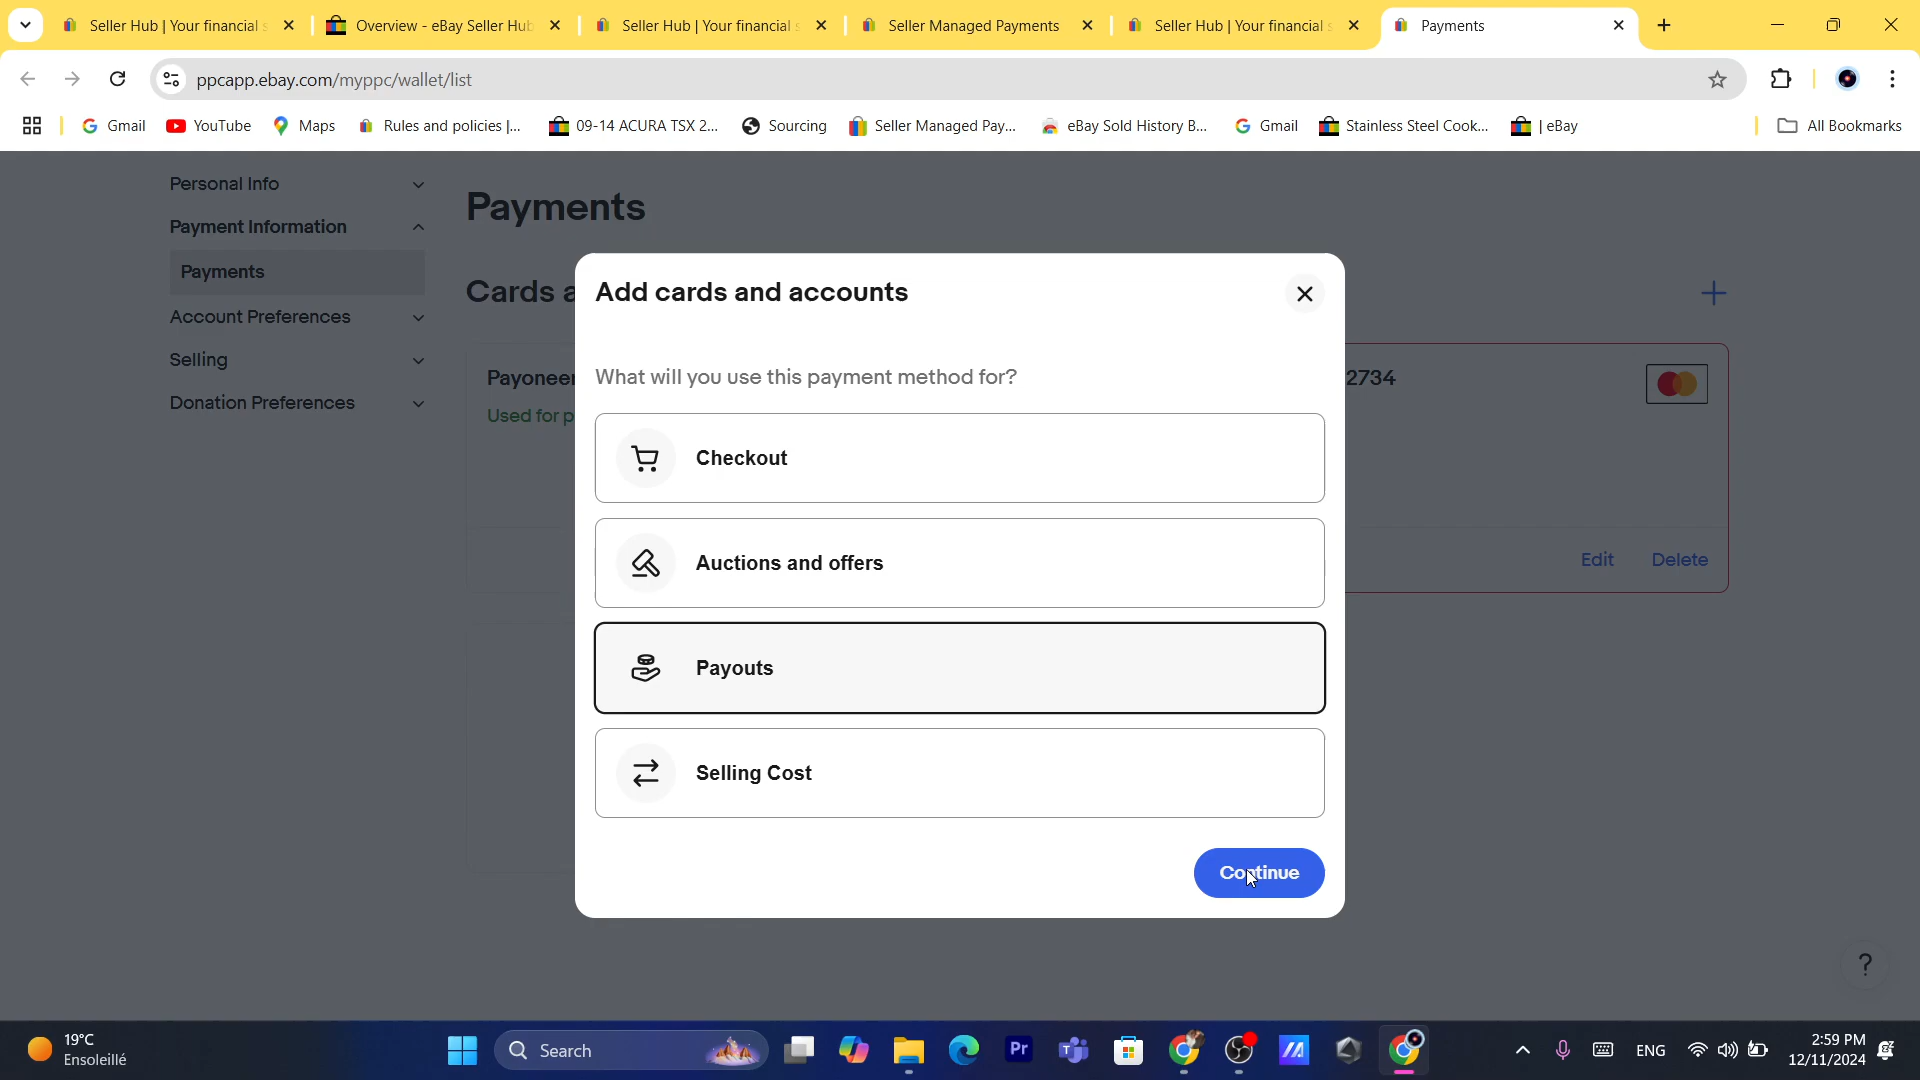 Seller Hub | Your financial s
Overview - eBay Seller Hub
Seller Hub | Your financial s
Seller Managed Payments
Seller Hub | Your financial s
Payments
ppcapp.ebay.com/myppc/wallet/list
Gmail
YouTube
Maps
Rules and policies |...
09-14 ACURA TSX 2...
Sourcing
Seller Managed Pay...
eBay Sold History B...
Gmail
Stainless Steel Cook...
| eBay
All Bookmarks
Personal Info
Payment Information
Payments
Account Preferences
Selling
Donation Preferences
Payments
Cards a
Payoneer
Used for p
2734
Edit Delete
Add cards and accounts
What will you use this payment method for?
Checkout
Auctions and offers
Payouts
Selling Cost
Continue
?
19°C
Ensoleillé
Search
Pr
ENG
2:59 PM
12/11/2024